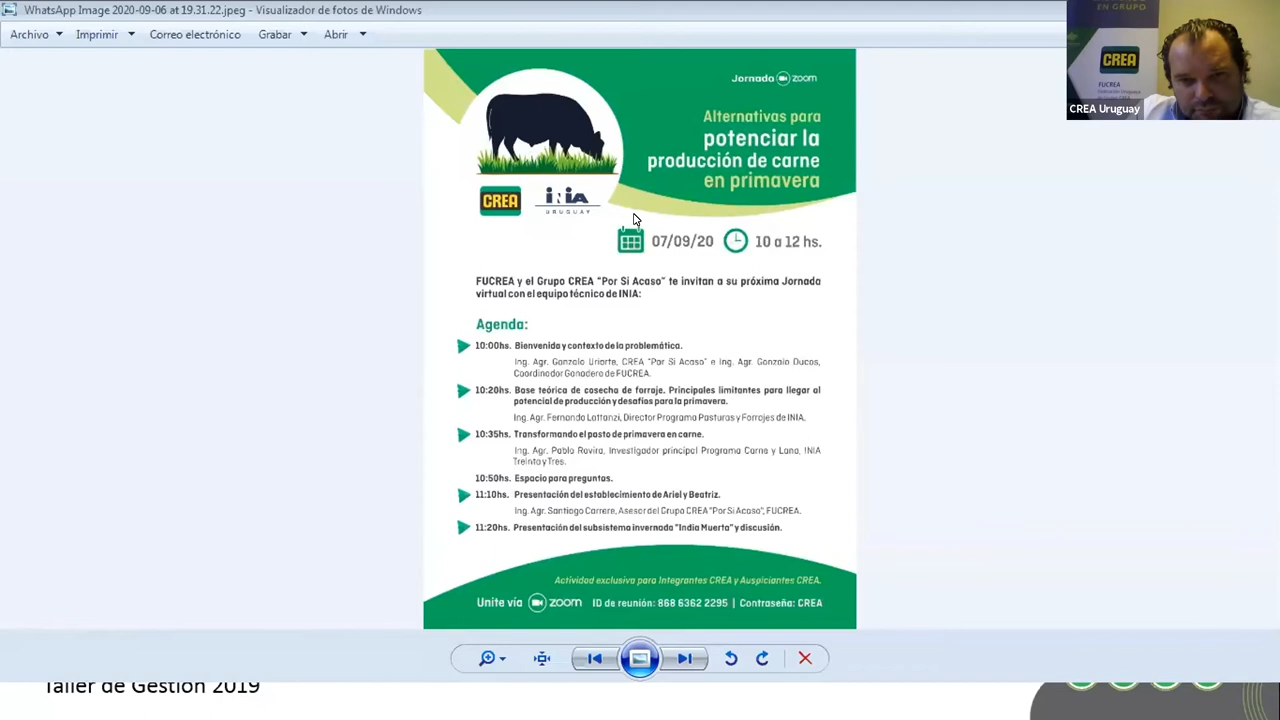 WhatsApp Image 2020-09-06 at 19.31.22.jpeg - Visualizador de fotos de Windows
Archivo Imprimir Correo electrónico Grabar Abrir
EN GRUPO
CREA
FUCREA
CREA Uruguay
Jornada zoom
Alternativas para
potenciar la
producción de carne
en primavera
CREA INIA
URUGUAY
07/09/20 10 a 12 hs.
FUCREA y el Grupo CREA "Por Si Acaso" te invitan a su próxima Jornada
virtual con el equipo técnico de INIA:
Agenda:
10:00hs. Bienvenida y contexto de la problemática.
Ing. Agr. Gonzalo Uriarte, CREA "Por Si Acaso" e Ing. Agr. Gonzalo Ducos,
Coordinador Ganadero de FUCREA.
10:20hs. Base teórica de cosecha de forraje. Principales limitantes para llegar al
potencial de producción y desafíos para la primavera.
Ing. Agr. Fernando Lattanzi, Director Programa Pasturas y Forrajes de INIA.
10:35hs. Transformando el pasto de primavera en carne.
Ing. Agr. Pablo Rovira, Investigador principal Programa Carne y Lana, INIA
Treinta y Tres.
10:50hs. Espacio para preguntas.
11:10hs. Presentación del establecimiento de Ariel y Beatriz.
Ing. Agr. Santiago Carrere, Asesor del Grupo CREA "Por Si Acaso", FUCREA.
11:20hs. Presentación del subsistema invernada "India Muerta" y discusión.
Actividad exclusiva para Integrantes CREA y Auspiciantes CREA.
Unite vía zoom ID de reunión: 868 6362 2295 | Contraseña: CREA
Taller de Gestión 2019